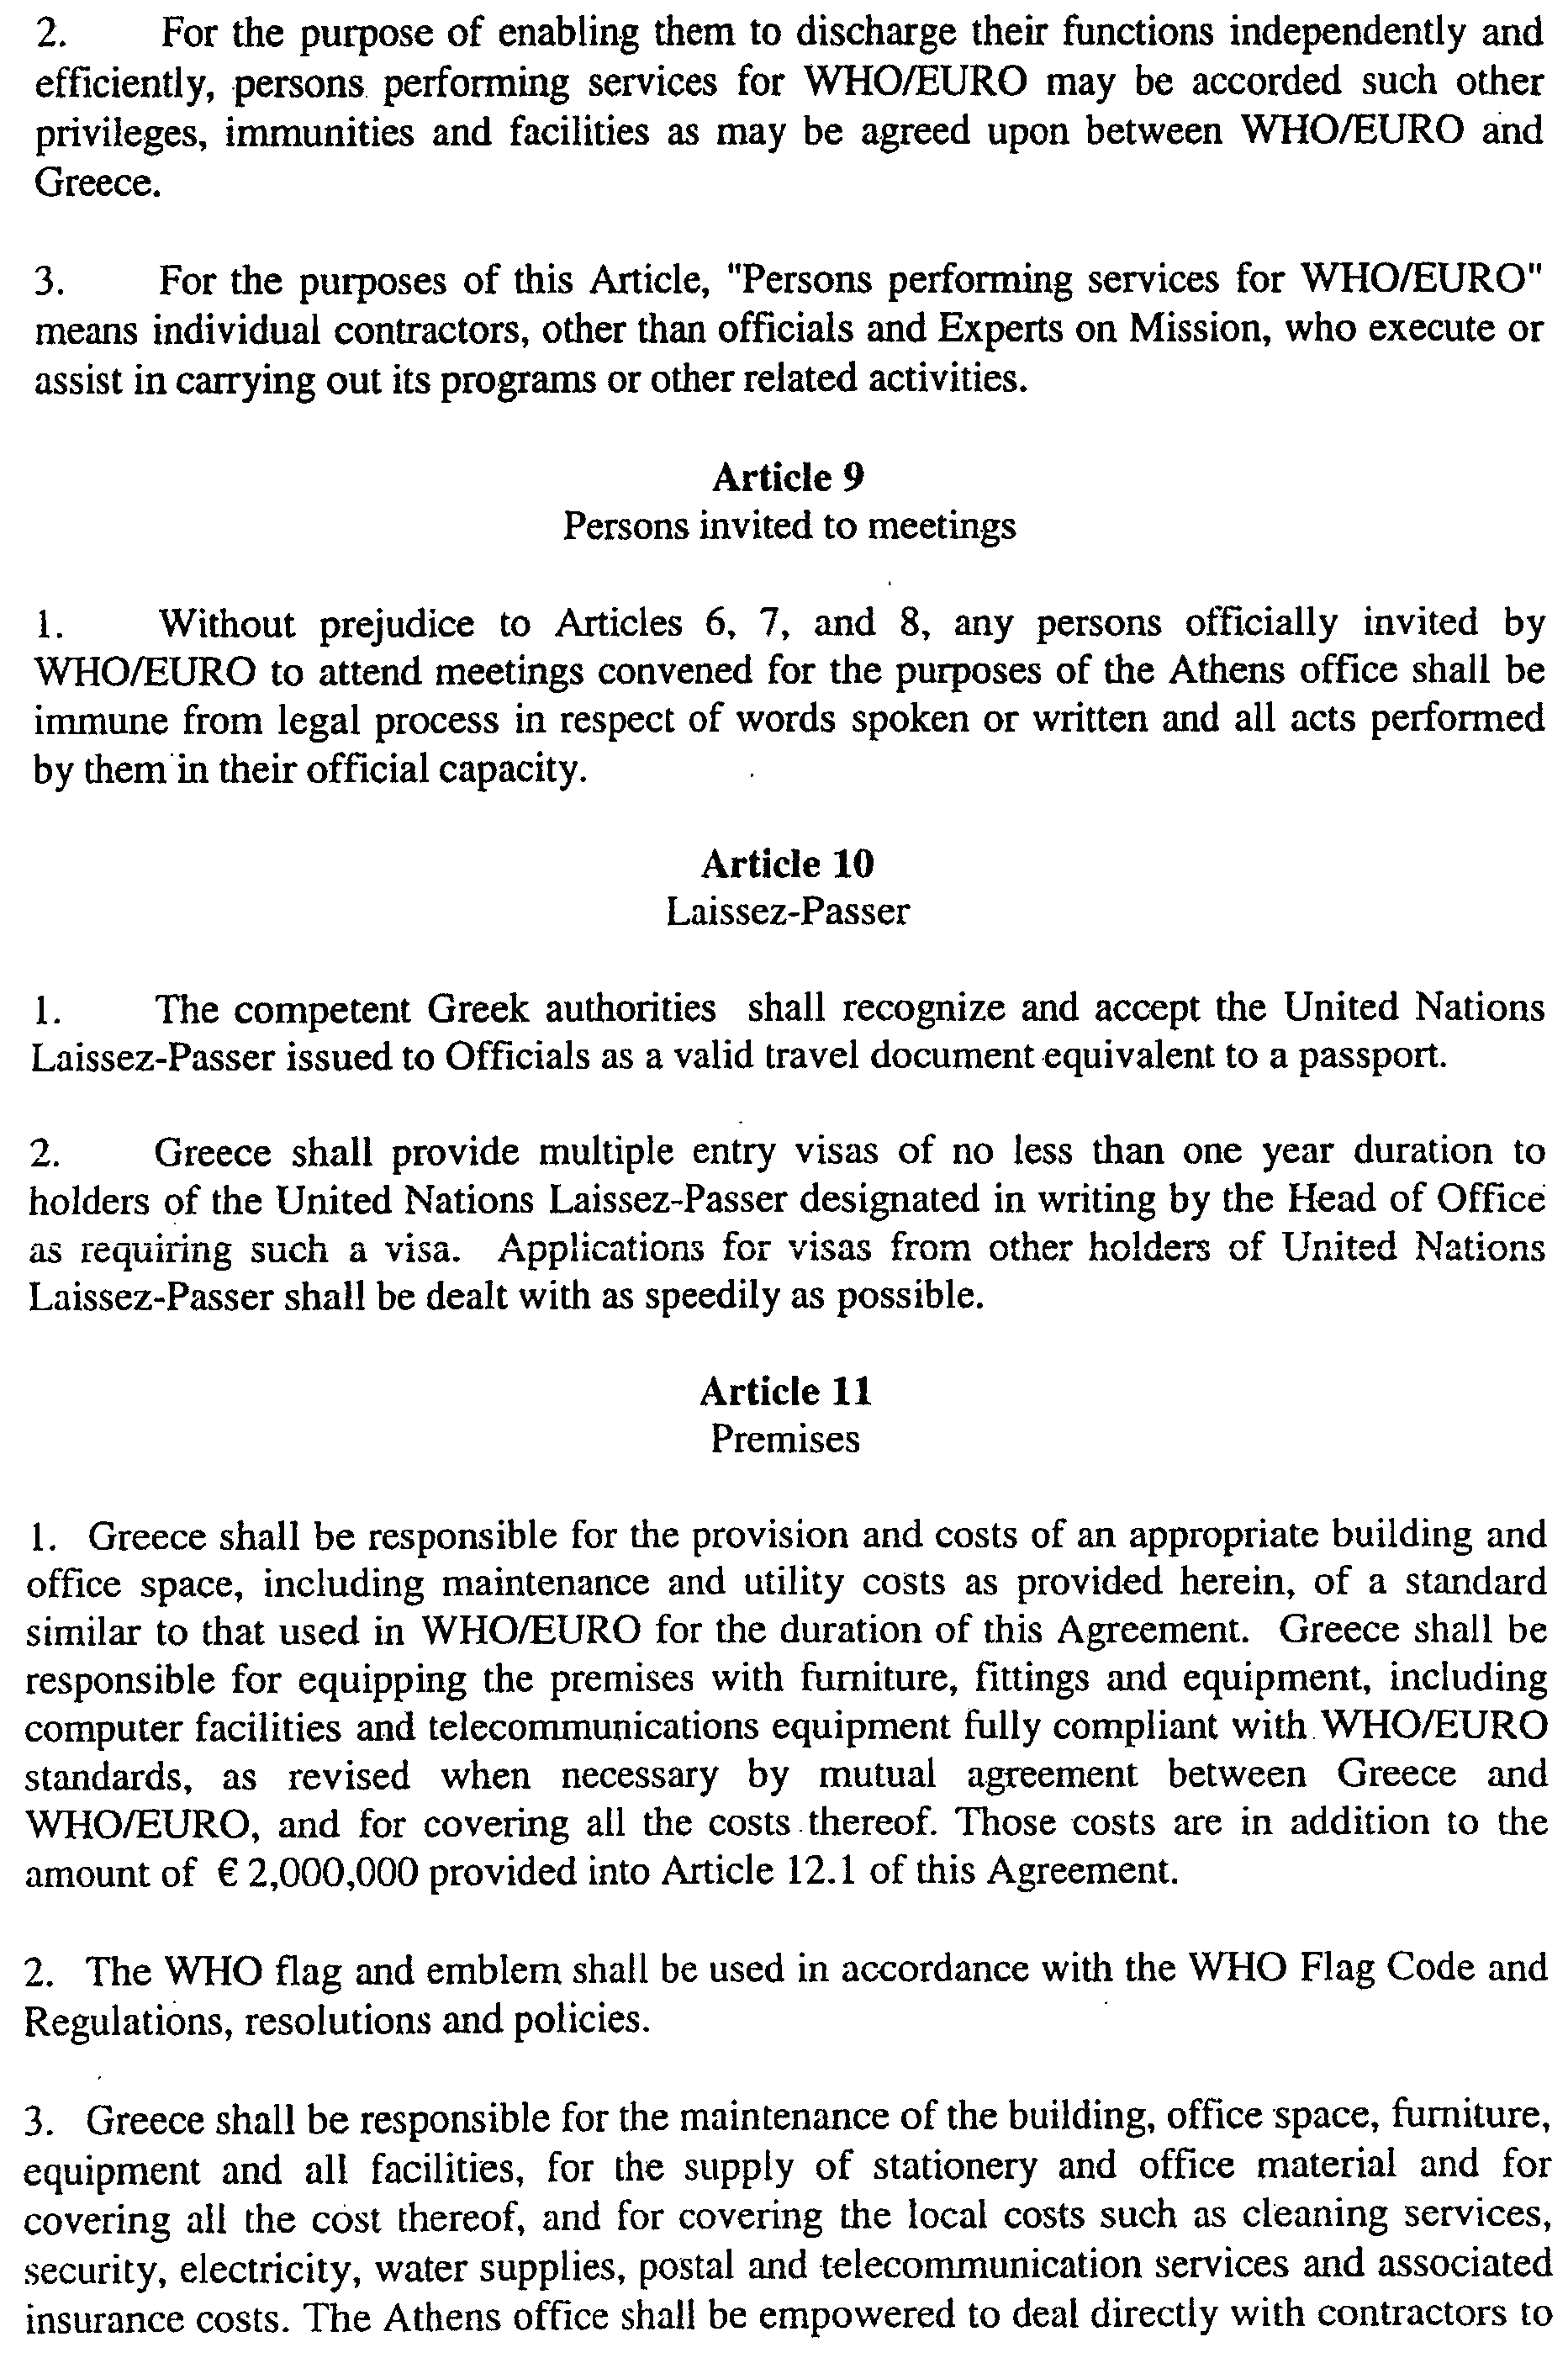 2. For the purpose of enabling them to discharge their functions independently and
efficiently, persons performing services for WHO/EURO may be accorded such other
privileges, immunities and facilities as may be agreed upon between WHO/EURO and
Greece.
3. For the purposes of this Article, "Persons performing services for WHO/EURO"
means individual contractors, other than officials and Experts on Mission, who execute or
assist in carrying out its programs or other related activities.
Article 9
Persons invited to meetings
1. Without prejudice to Articles 6, 7, and 8, any persons officially invited by
WHO/EURO to attend meetings convened for the purposes of the Athens office shall be
immune from legal process in respect of words spoken or written and all acts performed
by them in their official capacity.
Article 10
Laissez-Passer
1. The competent Greek authorities shall recognize and accept the United Nations
Laissez-Passer issued to Officials as a valid travel document equivalent to a passport.
2. Greece shall provide multiple entry visas of no less than one year duration to
holders of the United Nations Laissez-Passer designated in writing by the Head of Office
as requiring such a visa. Applications for visas from other holders of United Nations
Laissez-Passer shall be dealt with as speedily as possible.
Article 11
Premises
1. Greece shall be responsible for the provision and costs of an appropriate building and
office space, including maintenance and utility costs as provided herein, of a standard
similar to that used in WHO/EURO for the duration of this Agreement. Greece shall be
responsible for equipping the premises with furniture, fittings and equipment, including
computer facilities and telecommunications equipment fully compliant with WHO/EURO
standards, as revised when necessary by mutual agreement between Greece and
WHO/EURO, and for covering all the costs thereof. Those costs are in addition to the
amount of € 2,000,000 provided into Article 12.1 of this Agreement.
2. The WHO flag and emblem shall be used in accordance with the WHO Flag Code and
Regulations, resolutions and policies.
3. Greece shall be responsible for the maintenance of the building, office space, furniture,
equipment and all facilities, for the supply of stationery and office material and for
covering all the cost thereof, and for covering the local costs such as cleaning services,
security, electricity, water supplies, postal and telecommunication services and associated
insurance costs. The Athens office shall be empowered to deal directly with contractors to